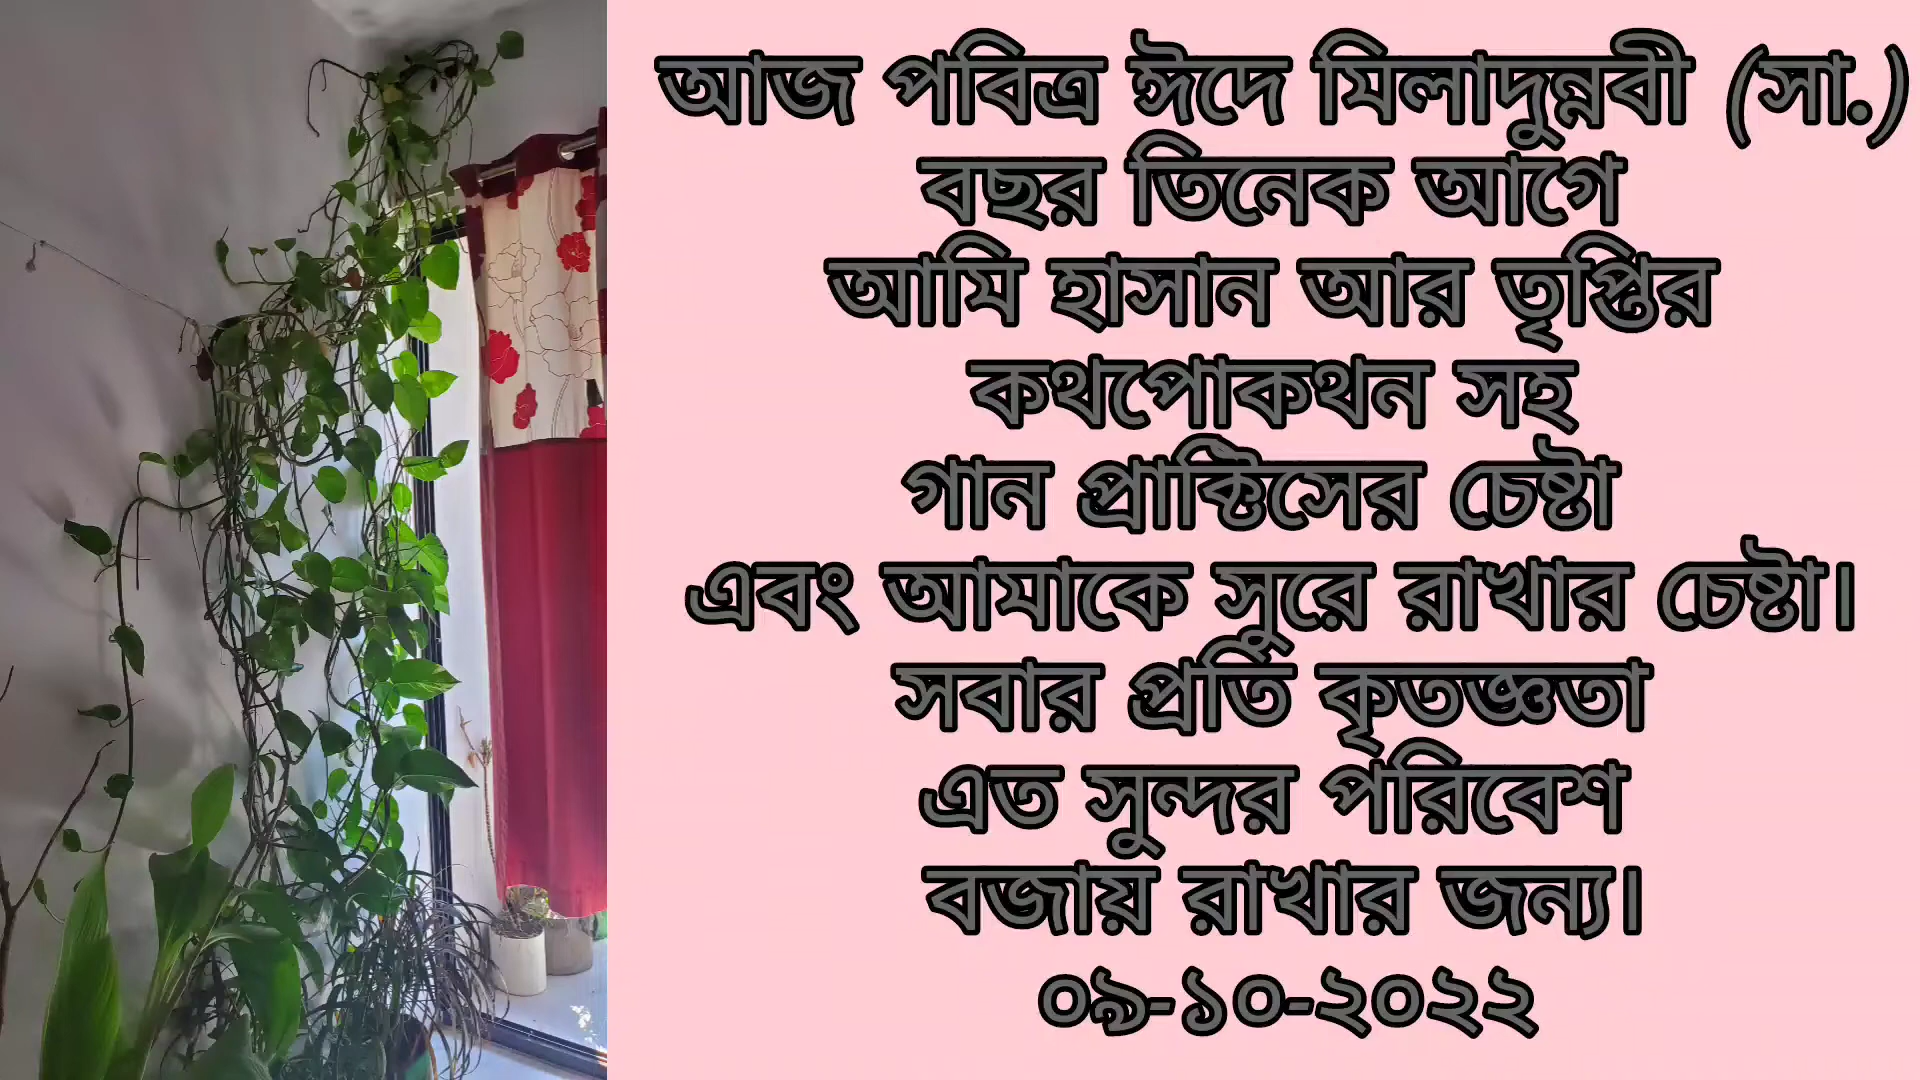 আজ পবিত্র ঈদে মিলাদুন্নবী (সা.)
বছর তিনেক আগে
আমি হাসান আর তৃপ্তির
কথপোকথন সহ
গান প্রাক্টিসের চেষ্টা
এবং আমাকে সুরে রাখার চেষ্টা।
সবার প্রতি কৃতজ্ঞতা
এত সুন্দর পরিবেশ
বজায় রাখার জন্য।
০৯-১০-২০২২